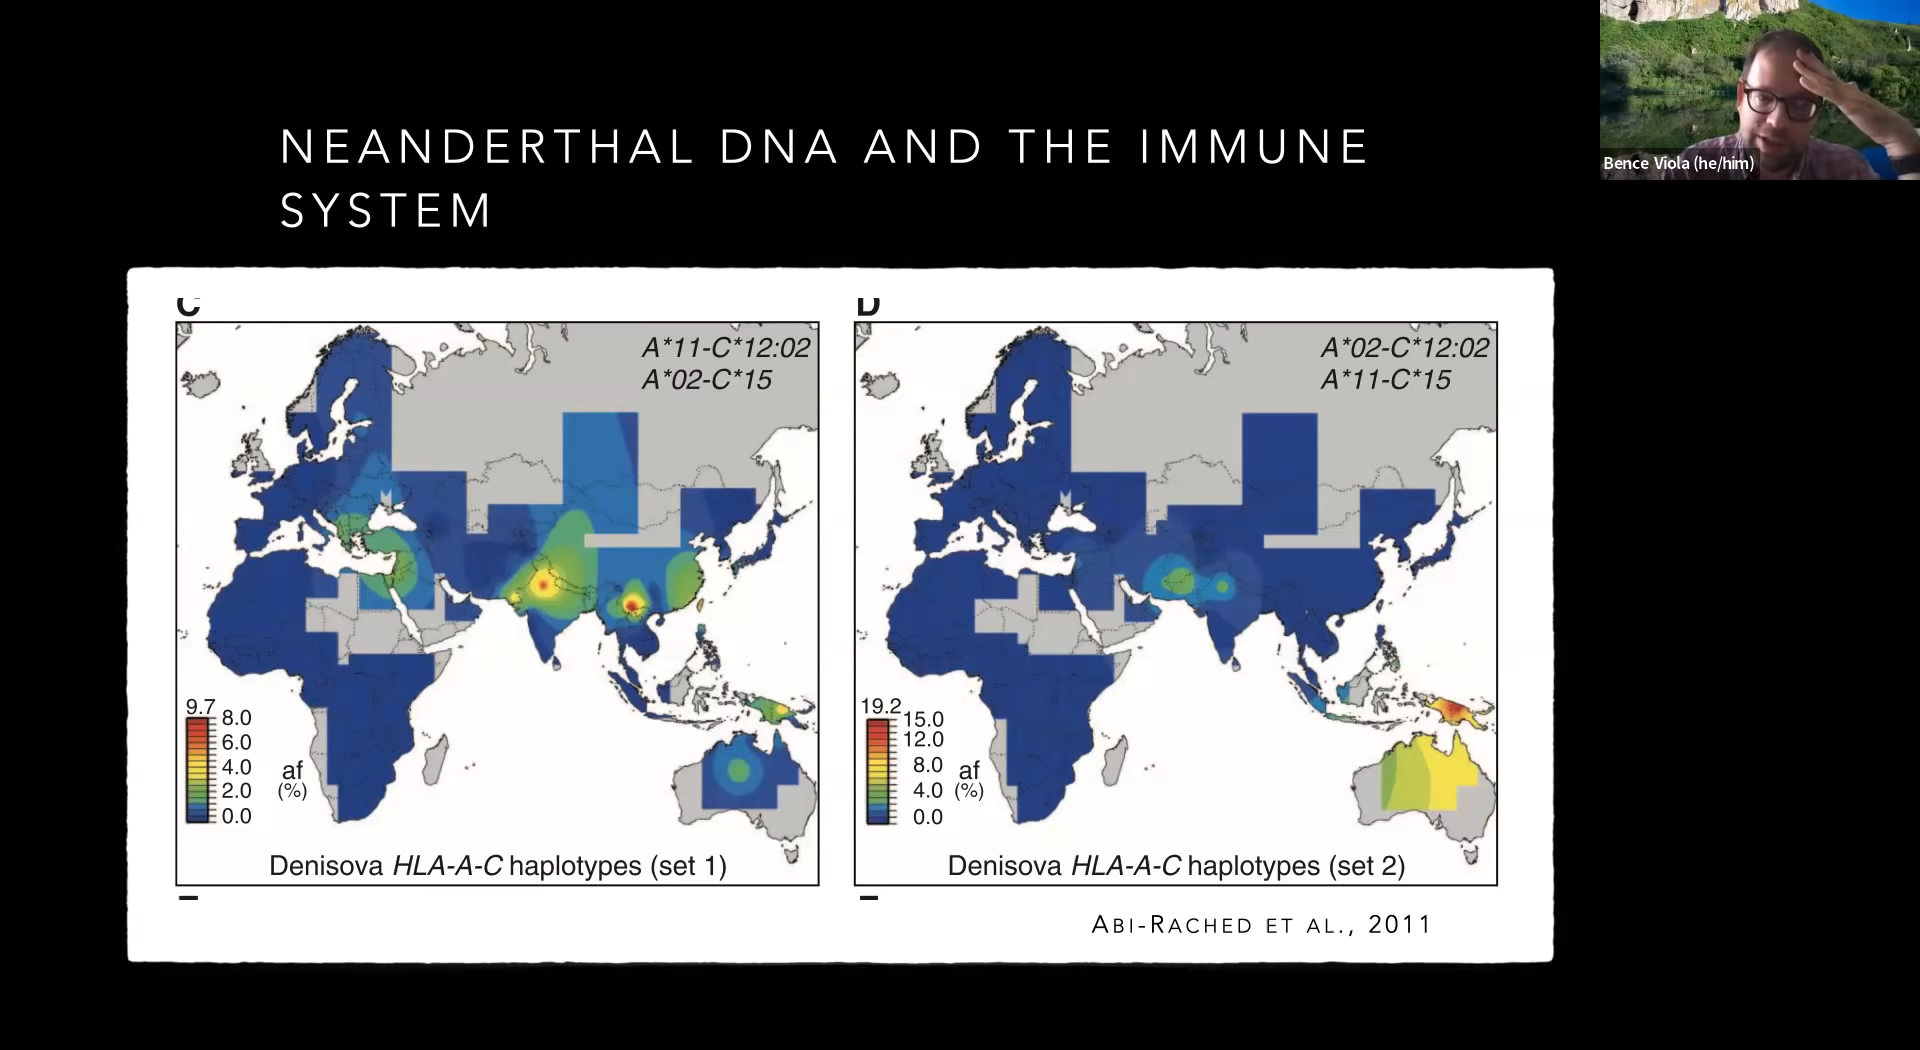 NEANDERTHAL DNA AND THE IMMUNE
SYSTEM
Bence Viola (he/him)
C
A*11-C*12:02
A*02-C*15
9.7
8.0
6.0
4.0
2.0
0.0
af
(%)
Denisova HLA-A-C haplotypes (set 1)
D
A*02-C*12:02
A*11-C*15
19.2
15.0
12.0
8.0
4.0
0.0
af
(%)
Denisova HLA-A-C haplotypes (set 2)
ABI-RACHED ET AL., 2011